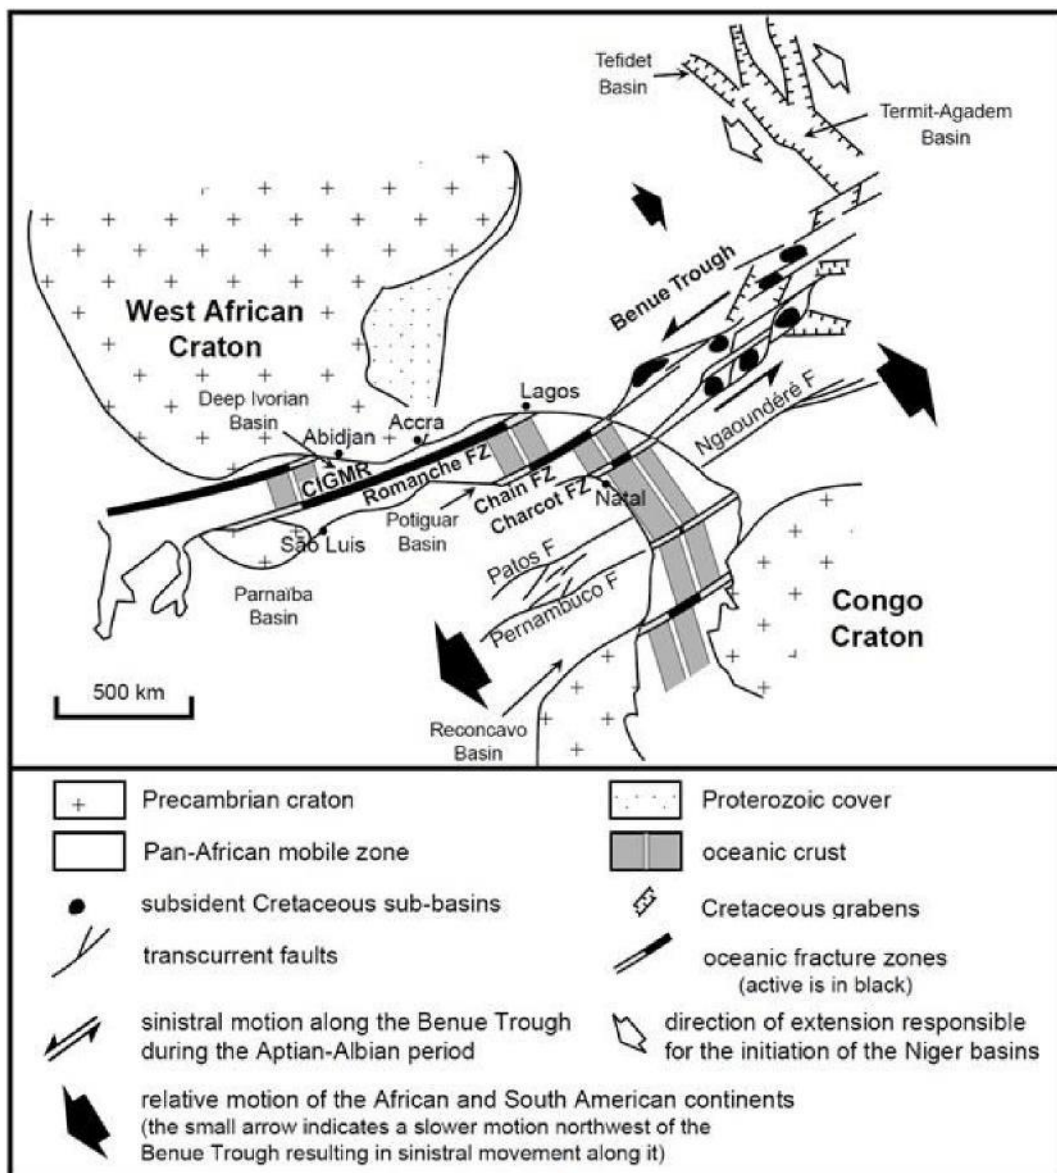 Tefidet
Basin
Termit-Agadem
Basin
Benue Trough
West African
Craton
Deep Ivorian
Basin
Abidjan
Accra
Lagos
Ngaoundéré F
CIGMR
Romanche FZ
Chain FZ
Charcot FZ
Natal
Potiguar
Basin
São Luis
Parnaïba
Basin
Patos F
Pernambuco F
Congo
Craton
500 km
Reconcavo
Basin
Precambrian craton
Proterozoic cover
Pan-African mobile zone
oceanic crust
subsident Cretaceous sub-basins
Cretaceous grabens
transcurrent faults
oceanic fracture zones
(active is in black)
sinistral motion along the Benue Trough
during the Aptian-Albian period
direction of extension responsible
for the initiation of the Niger basins
relative motion of the African and South American continents
(the small arrow indicates a slower motion northwest of the
Benue Trough resulting in sinistral movement along it)